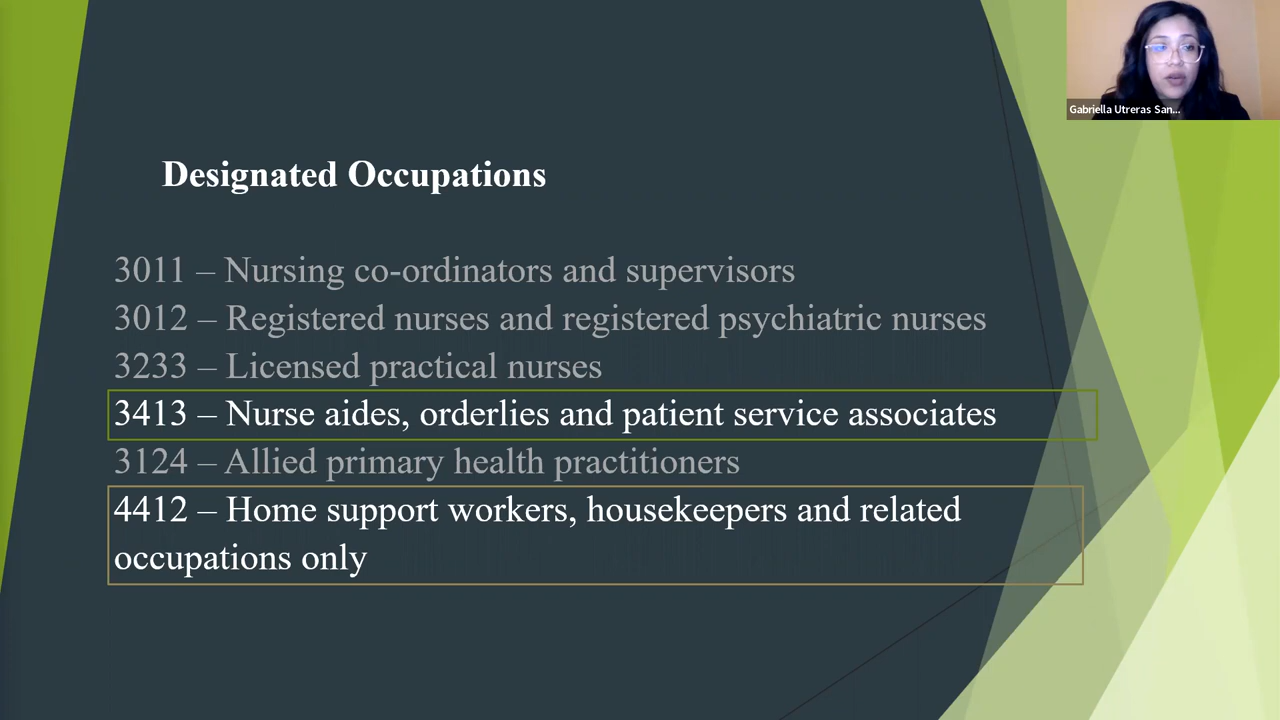 Gabriella Utreras San...
Designated Occupations
3011 – Nursing co-ordinators and supervisors
3012 – Registered nurses and registered psychiatric nurses
3233 – Licensed practical nurses
3413 – Nurse aides, orderlies and patient service associates
3124 – Allied primary health practitioners
4412 – Home support workers, housekeepers and related
occupations only